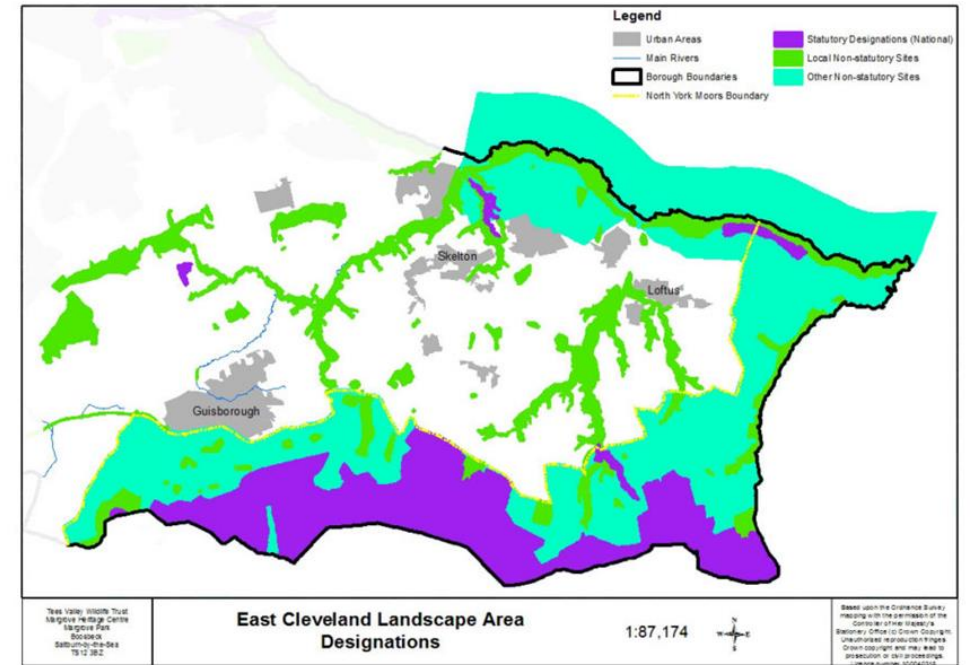 Legend
Urban Areas
Main Rivers
Borough Boundaries
North York Moors Boundary
Statutory Designations (National)
Local Non-statutory Sites
Other Non-statutory Sites
Skelton
Loftus
Guisborough
Tees Valley Wildlife Trust
Margrove Heritage Centre
Margrove Park
Boosbeck
Saltburn-by-the-Sea
TS12 3BZ
East Cleveland Landscape Area
Designations
1:87,174
N
W E
S
Based upon the Ordnance Survey
mapping with the permission of the
Controller of Her Majesty's
Stationery Office (c) Crown Copyright.
Unauthorised reproduction fringes
Crown copyright and may lead to
prosecution or civil proceedings.